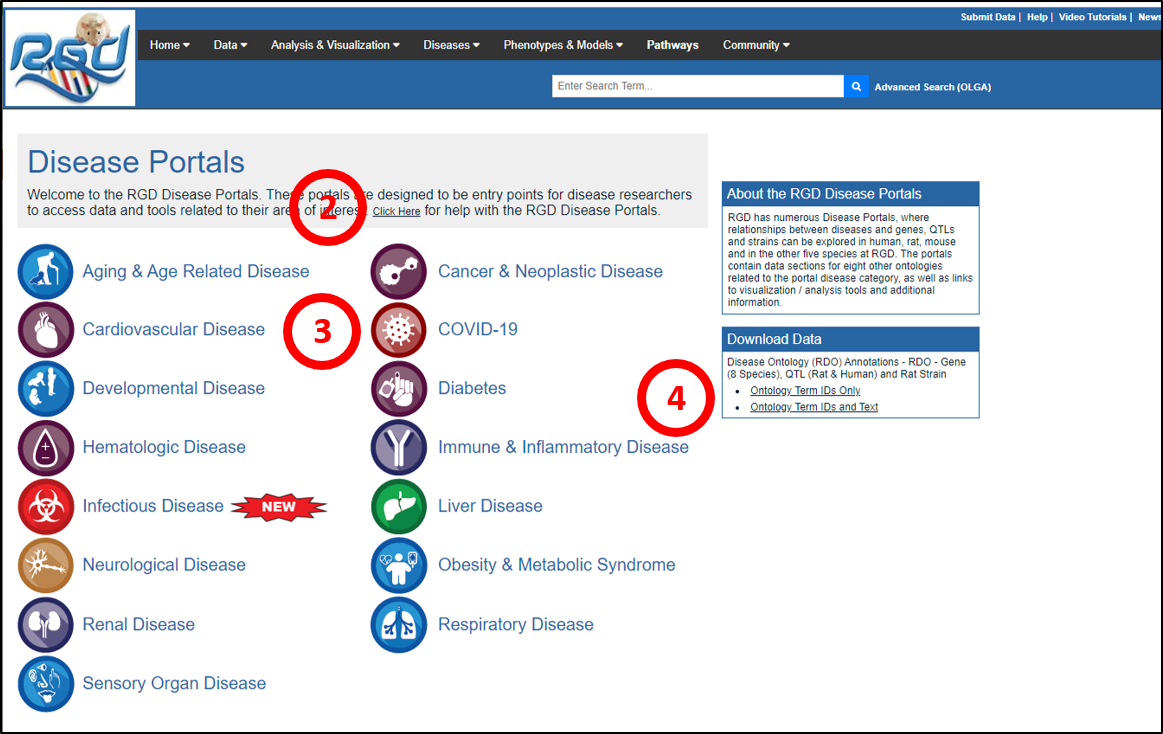 Submit Data | Help | Video Tutorials | News
RGD
Home Data Analysis & Visualization Diseases Phenotypes & Models Pathways Community
Enter Search Term... Advanced Search (OLGA)
Disease Portals
Welcome to the RGD Disease Portals. These portals are designed to be entry points for disease researchers
to access data and tools related to their area of interest. Click Here for help with the RGD Disease Portals.
2
Aging & Age Related Disease
Cancer & Neoplastic Disease
Cardiovascular Disease
3
COVID-19
Developmental Disease
Diabetes
4
Hematologic Disease
Immune & Inflammatory Disease
Infectious Disease NEW
Liver Disease
Neurological Disease
Obesity & Metabolic Syndrome
Renal Disease
Respiratory Disease
Sensory Organ Disease
About the RGD Disease Portals
RGD has numerous Disease Portals, where
relationships between diseases and genes, QTLs
and strains can be explored in human, rat, mouse
and in the other five species at RGD. The portals
contain data sections for eight other ontologies
related to the portal disease category, as well as links
to visualization / analysis tools and additional
information.
Download Data
Disease Ontology (RDO) Annotations - RDO - Gene
(8 Species), QTL (Rat & Human) and Rat Strain
Ontology Term IDs Only
Ontology Term IDs and Text